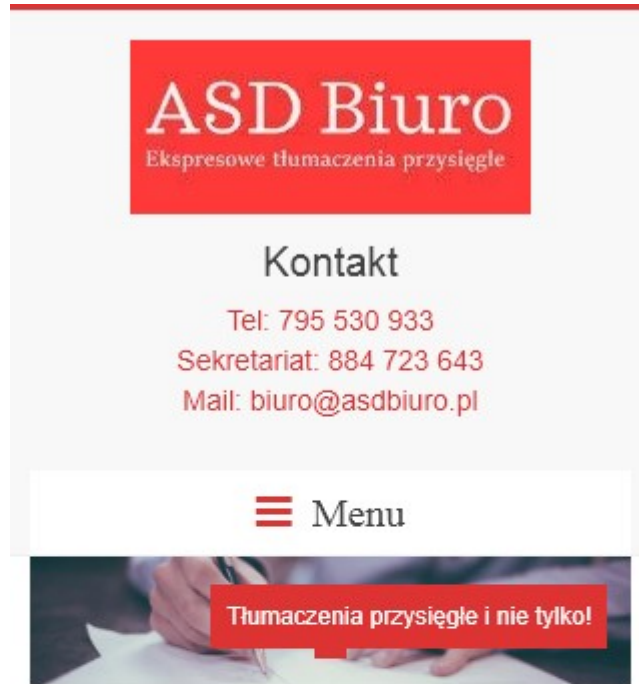 ASD Biuro
Ekspresowe tłumaczenia przysięgłe
Kontakt
Tel: 795 530 933
Sekretariat: 884 723 643
Mail: biuro@asdbiuro.pl
Menu
Tłumaczenia przysięgłe i nie tylko!